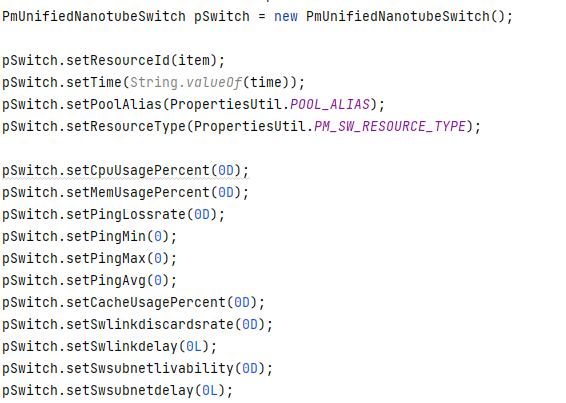 PmUnifiedNanotubeSwitch pSwitch = new PmUnifiedNanotubeSwitch();
pSwitch.setResourceId(item);
pSwitch.setTime(String.valueOf(time));
pSwitch.setPoolAlias(PropertiesUtil.POOL_ALIAS);
pSwitch.setResourceType(PropertiesUtil.PM_SW_RESOURCE_TYPE);
pSwitch.setCpuUsagePercent(0D);
pSwitch.setMemUsagePercent(0D);
pSwitch.setPingLossrate(0D);
pSwitch.setPingMin(0);
pSwitch.setPingMax(0);
pSwitch.setPingAvg(0);
pSwitch.setCacheUsagePercent(0D);
pSwitch.setSwlinkdiscardsrate(0D);
pSwitch.setSwlinkdelay(0L);
pSwitch.setSwsubnetlivability(0D);
pSwitch.setSwsubnetdelay(0L);